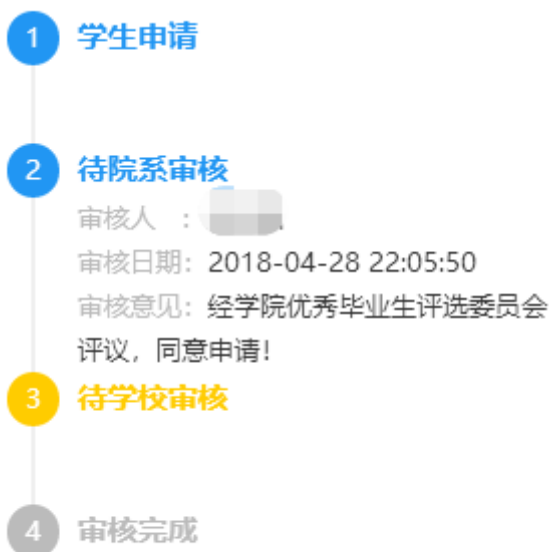 1 学生申请
2 待院系审核
审核人 :
审核日期: 2018-04-28 22:05:50
审核意见: 经学院优秀毕业生评选委员会
评议，同意申请!
3 待学校审核
4 审核完成